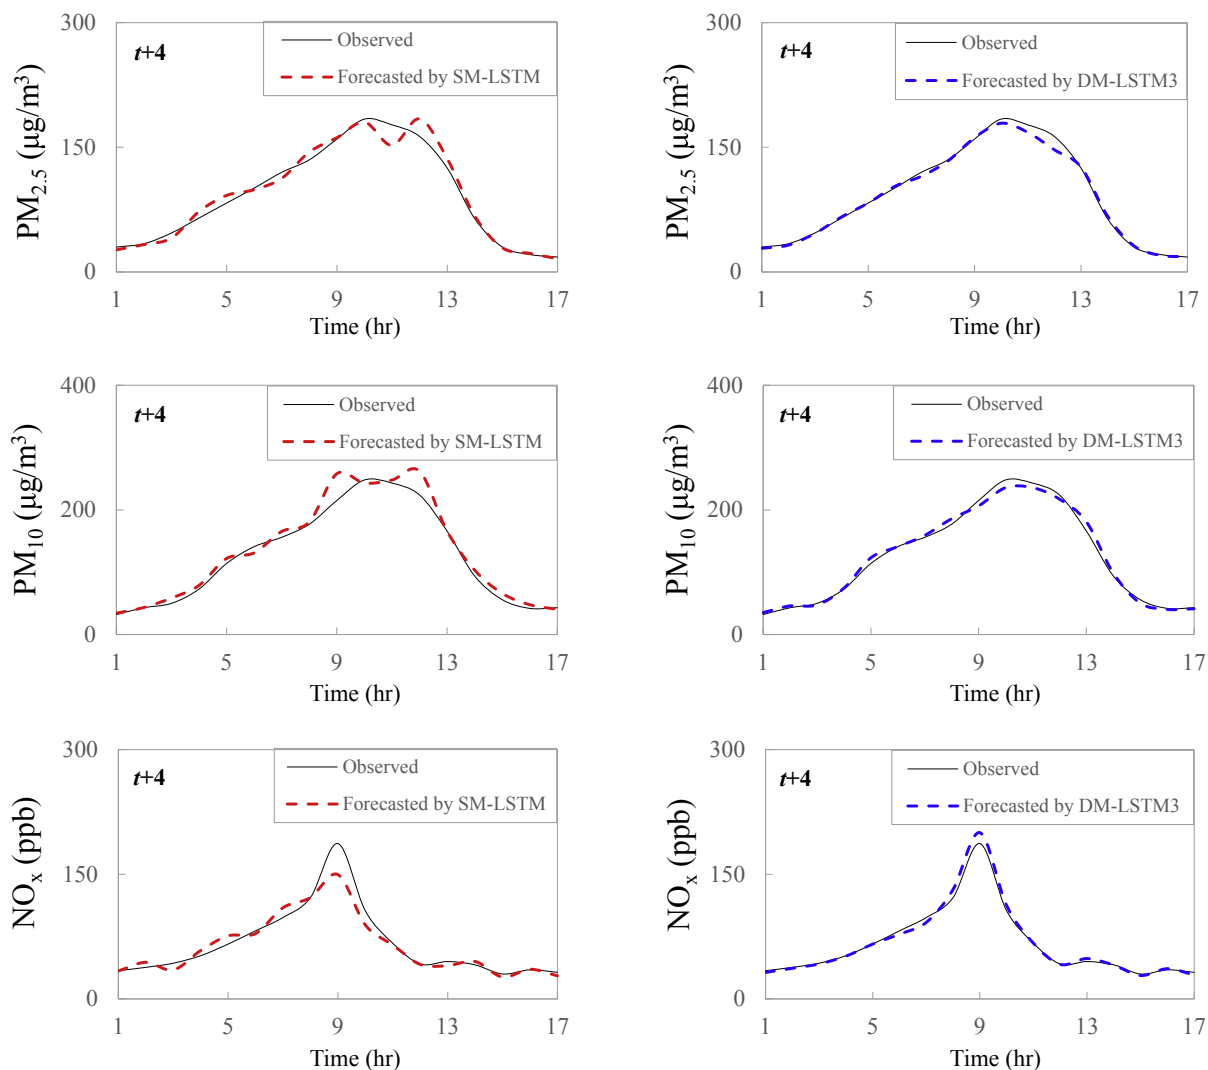 300
150
0
PM2.5 (µg/m3)
t+4
Observed
Forecasted by SM-LSTM
1 5 9 13 17
Time (hr)
300
150
0
PM2.5 (µg/m3)
t+4
Observed
Forecasted by DM-LSTM3
1 5 9 13 17
Time (hr)
400
200
0
PM10 (µg/m3)
t+4
Observed
Forecasted by SM-LSTM
1 5 9 13 17
Time (hr)
400
200
0
PM10 (µg/m3)
t+4
Observed
Forecasted by DM-LSTM3
1 5 9 13 17
Time (hr)
300
150
0
NOx (ppb)
t+4
Observed
Forecasted by SM-LSTM
1 5 9 13 17
Time (hr)
300
150
0
NOx (ppb)
t+4
Observed
Forecasted by DM-LSTM3
1 5 9 13 17
Time (hr)